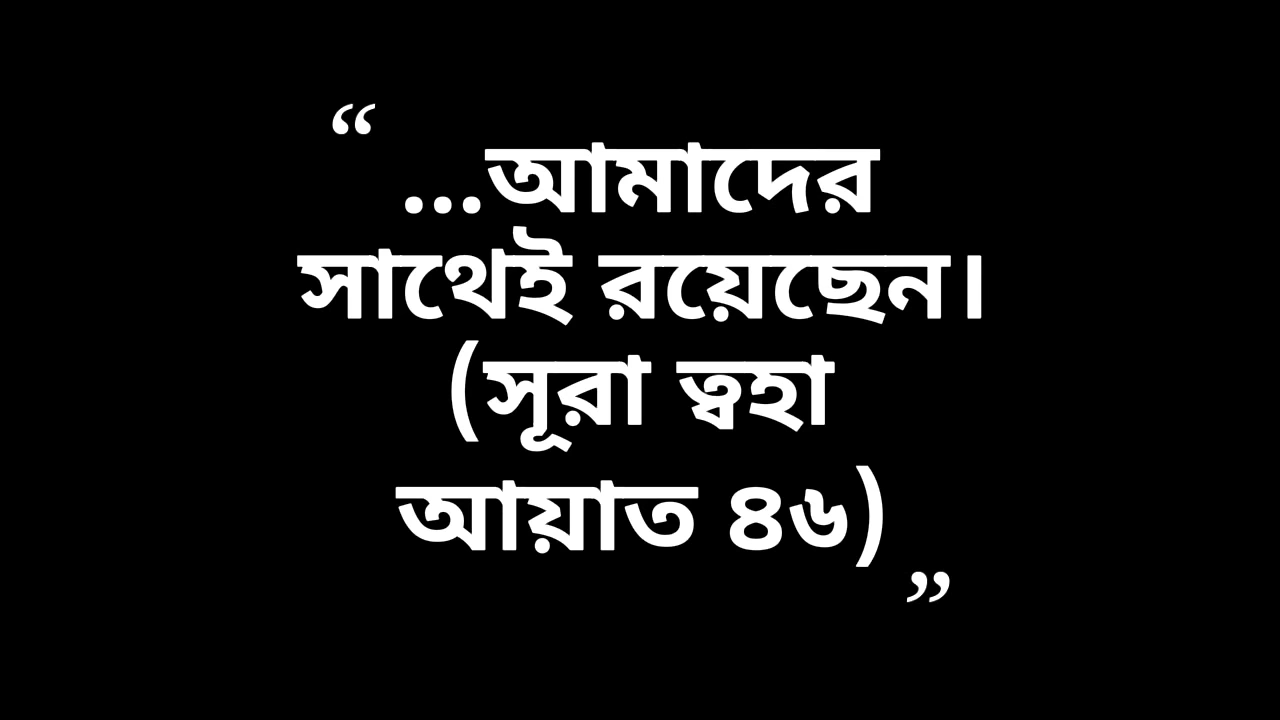 “ ...আমাদের
সাথেই রয়েছেন।
(সূরা ত্বহা
আয়াত ৪৬) ”